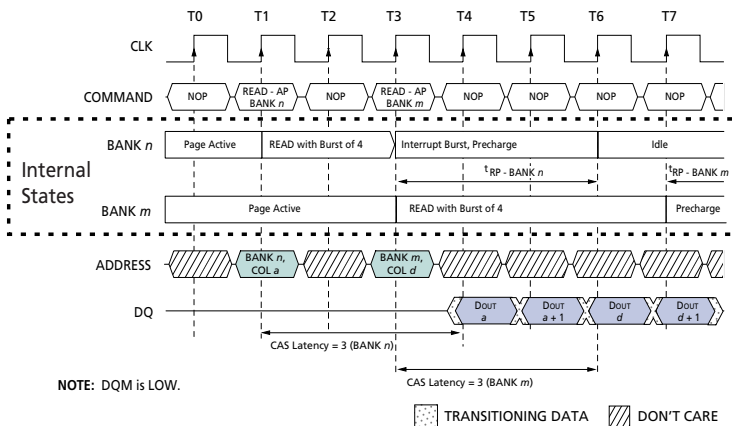 T0 T1 T2 T3 T4 T5 T6 T7
CLK
COMMAND NOP READ - AP BANK n NOP READ - AP BANK m NOP NOP NOP NOP
BANK n Page Active READ with Burst of 4 Interrupt Burst, Precharge Idle
Internal States
tRP - BANK n tRP - BANK m
BANK m Page Active READ with Burst of 4 Precharge
ADDRESS BANK n, COL a BANK m, COL d
DQ DOUT a DOUT a + 1 DOUT d DOUT d + 1
CAS Latency = 3 (BANK n)
CAS Latency = 3 (BANK m)
NOTE: DQM is LOW.
TRANSITIONING DATA DON'T CARE